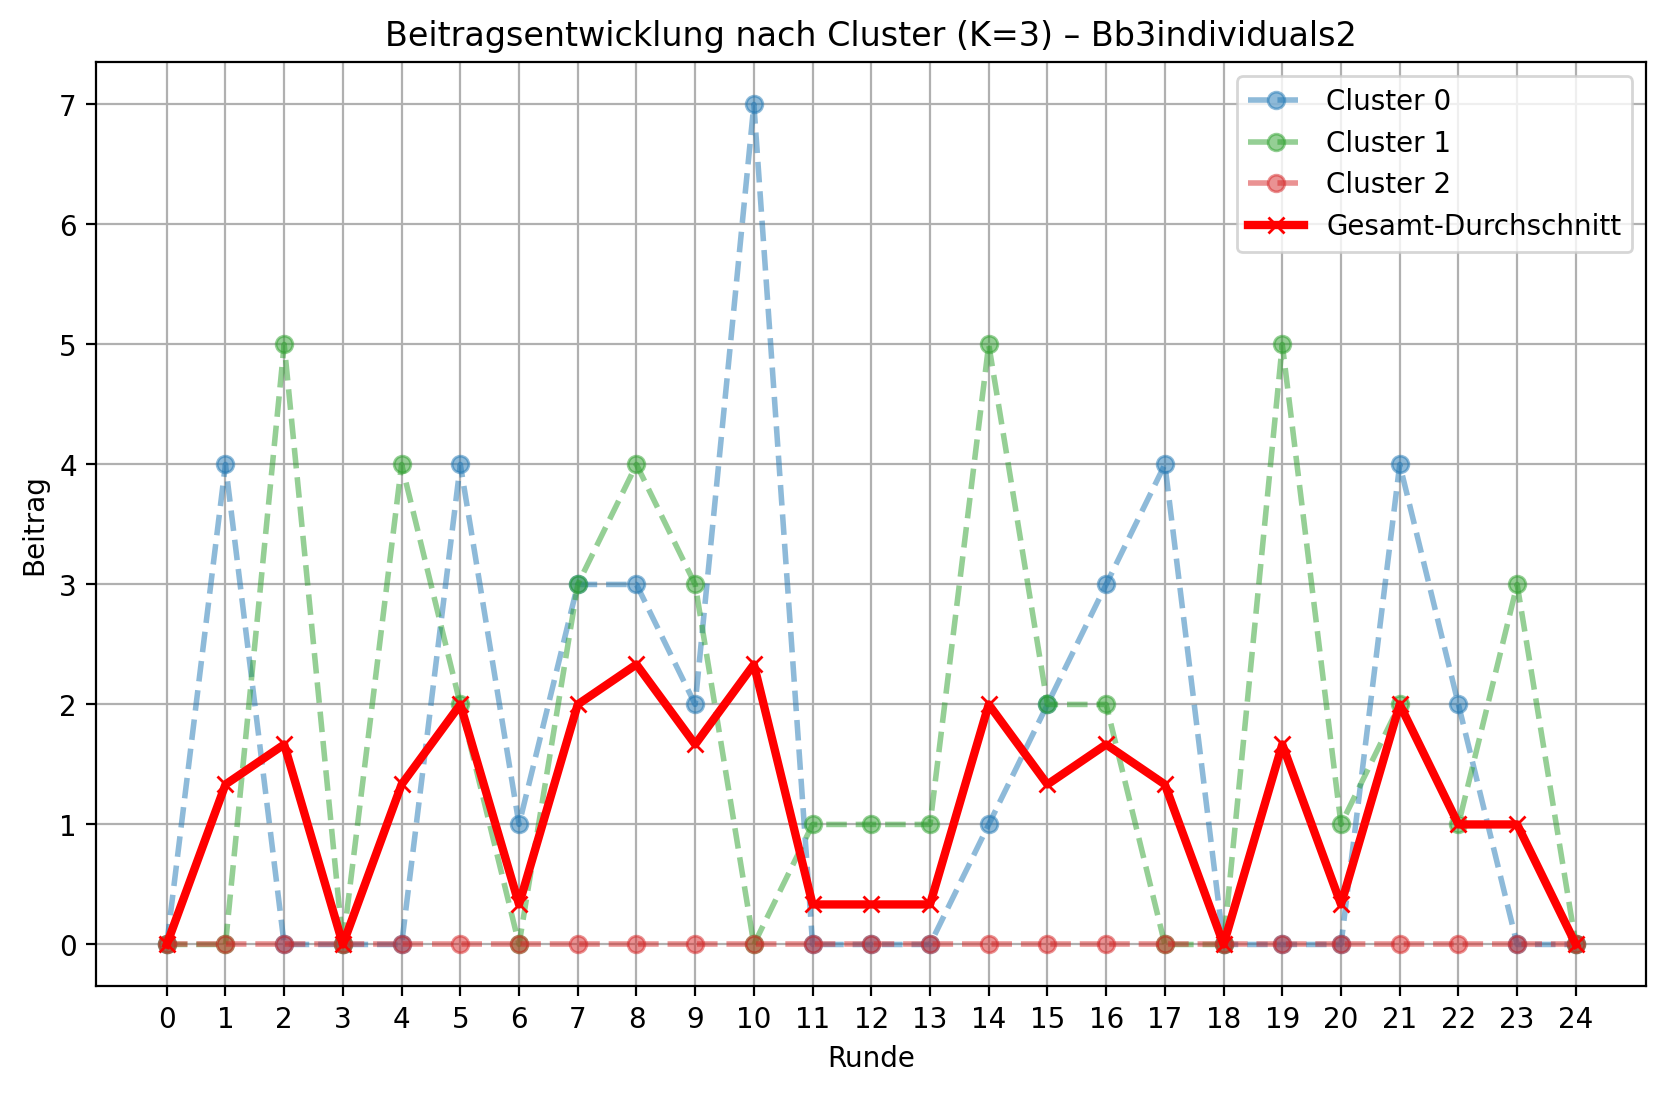 Beitragsentwicklung nach Cluster (K=3) – Bb3individuals2
Cluster 0
Cluster 1
Cluster 2
Gesamt-Durchschnitt
7
6
5
4
3
2
1
0
Beitrag
0 1 2 3 4 5 6 7 8 9 10 11 12 13 14 15 16 17 18 19 20 21 22 23 24
Runde